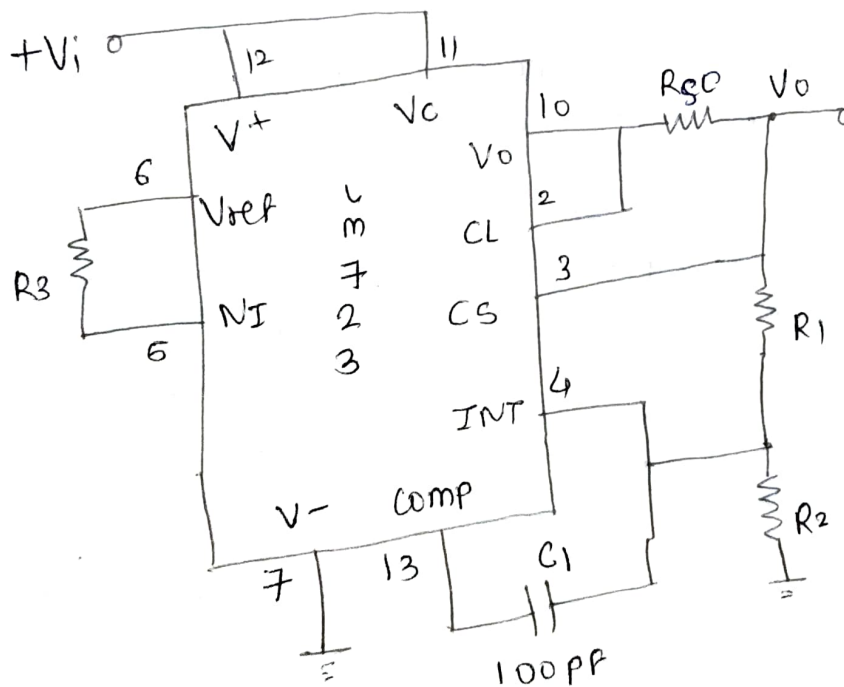 +Vi
12
11
V+
Vc
10
RSC
Vo
Vo
6
Vref
L
m
7
2
3
2
CL
3
R3
NI
CS
R1
6
4
INT
V-
COMP
R2
7
13
C1
100pf